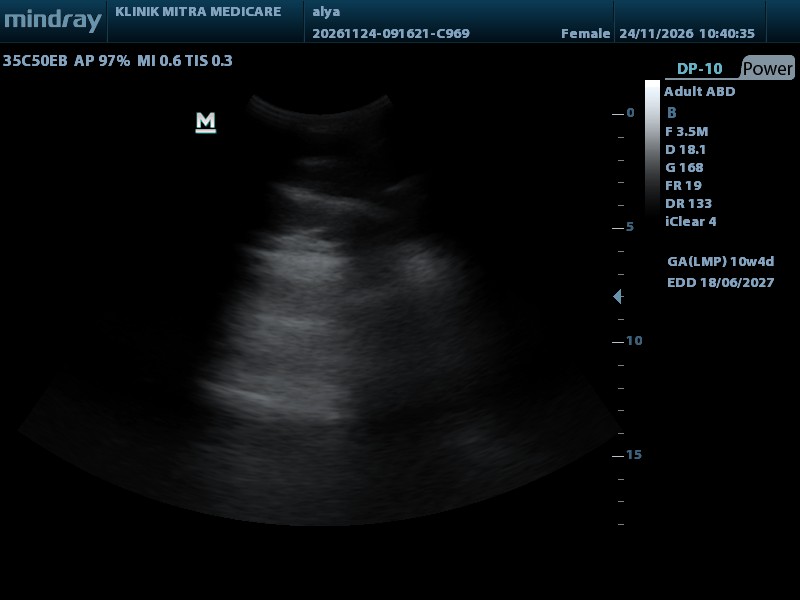 mindray
KLINIK MITRA MEDICARE
alya
20261124-091621-C969
Female
24/11/2026 10:40:35
35C50EB AP 97% MI 0.6 TIS 0.3
DP-10
Power
M
Adult ABD
B
F 3.5M
D 18.1
G 168
FR 19
DR 133
iClear 4
GA(LMP) 10w4d
EDD 18/06/2027
0
5
10
15